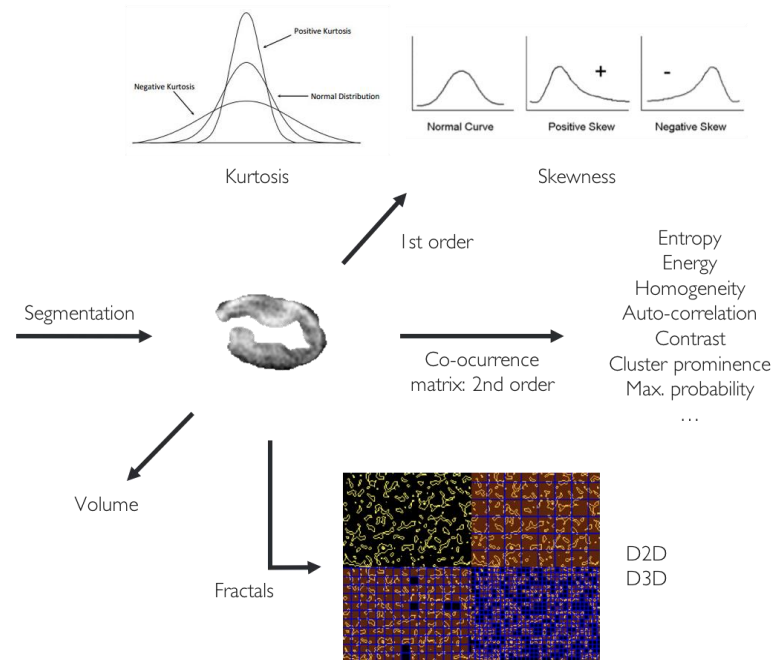 Positive Kurtosis
Negative Kurtosis
Normal Distribution
Kurtosis
+
-
Normal Curve
Positive Skew
Negative Skew
Skewness
1st order
Segmentation
Co-ocurrence
matrix: 2nd order
Entropy
Energy
Homogeneity
Auto-correlation
Contrast
Cluster prominence
Max. probability
…
Volume
Fractals
D2D
D3D